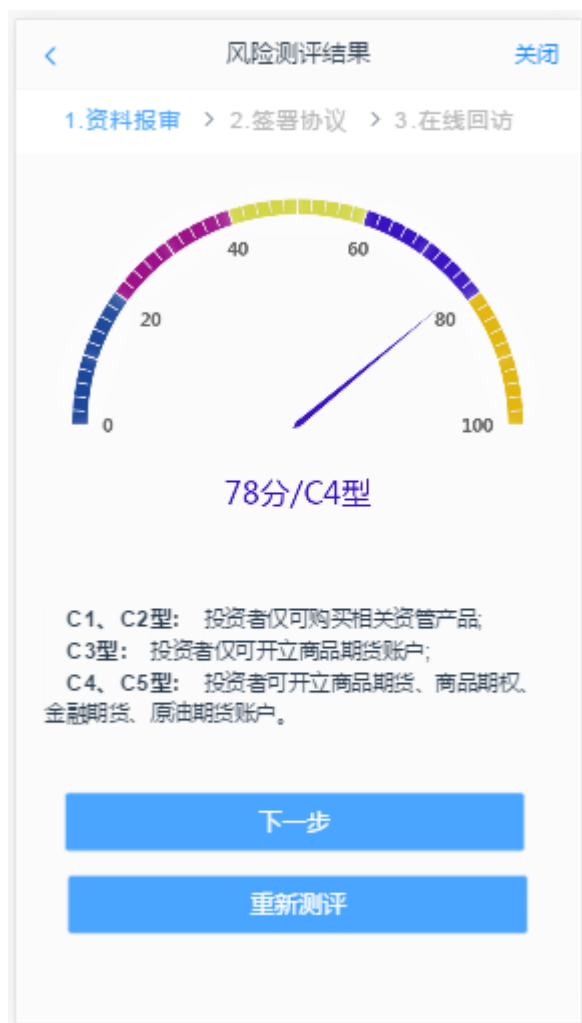 风险测评结果 关闭
1.资料报审 > 2.签署协议 > 3.在线回访
40 60
20 80
0 100
78分/C4型
C1、C2型： 投资者仅可购买相关资管产品;
C3型： 投资者仅可开立商品期货账户;
C4、C5型： 投资者可开立商品期货、商品期权、
金融期货、原油期货账户。
下一步
重新测评